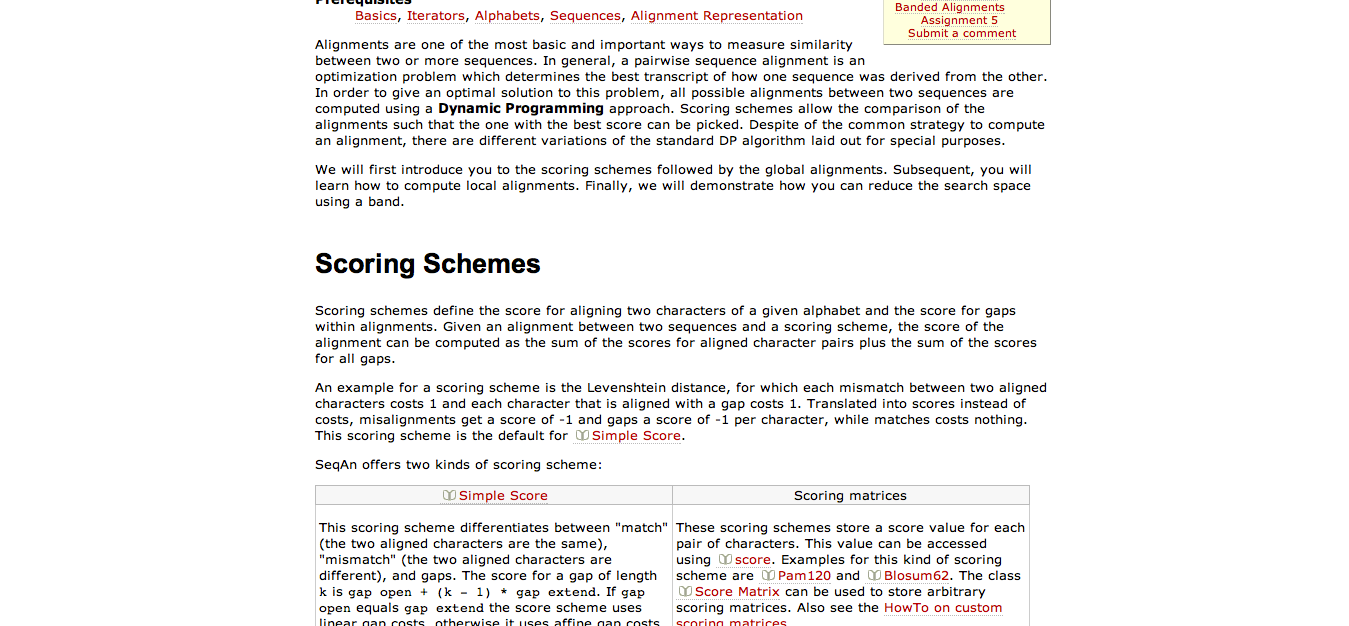 Prerequisites
Basics, Iterators, Alphabets, Sequences, Alignment Representation
Banded Alignments
Assignment 5
Submit a comment
Alignments are one of the most basic and important ways to measure similarity
between two or more sequences. In general, a pairwise sequence alignment is an
optimization problem which determines the best transcript of how one sequence was derived from the other.
In order to give an optimal solution to this problem, all possible alignments between two sequences are
computed using a Dynamic Programming approach. Scoring schemes allow the comparison of the
alignments such that the one with the best score can be picked. Despite of the common strategy to compute
an alignment, there are different variations of the standard DP algorithm laid out for special purposes.
We will first introduce you to the scoring schemes followed by the global alignments. Subsequent, you will
learn how to compute local alignments. Finally, we will demonstrate how you can reduce the search space
using a band.
Scoring Schemes
Scoring schemes define the score for aligning two characters of a given alphabet and the score for gaps
within alignments. Given an alignment between two sequences and a scoring scheme, the score of the
alignment can be computed as the sum of the scores for aligned character pairs plus the sum of the scores
for all gaps.
An example for a scoring scheme is the Levenshtein distance, for which each mismatch between two aligned
characters costs 1 and each character that is aligned with a gap costs 1. Translated into scores instead of
costs, misalignments get a score of -1 and gaps a score of -1 per character, while matches costs nothing.
This scoring scheme is the default for Simple Score.
SeqAn offers two kinds of scoring scheme:
Simple Score
This scoring scheme differentiates between "match"
(the two aligned characters are the same),
"mismatch" (the two aligned characters are
different), and gaps. The score for a gap of length
k is gap open + (k - 1) * gap extend. If gap
open equals gap extend the score scheme uses
linear gap costs, otherwise it uses affine gap costs.
Scoring matrices
These scoring schemes store a score value for each
pair of characters. This value can be accessed
using score. Examples for this kind of scoring
scheme are Pam120 and Blosum62. The class
Score Matrix can be used to store arbitrary
scoring matrices. Also see the HowTo on custom
scoring matrices.